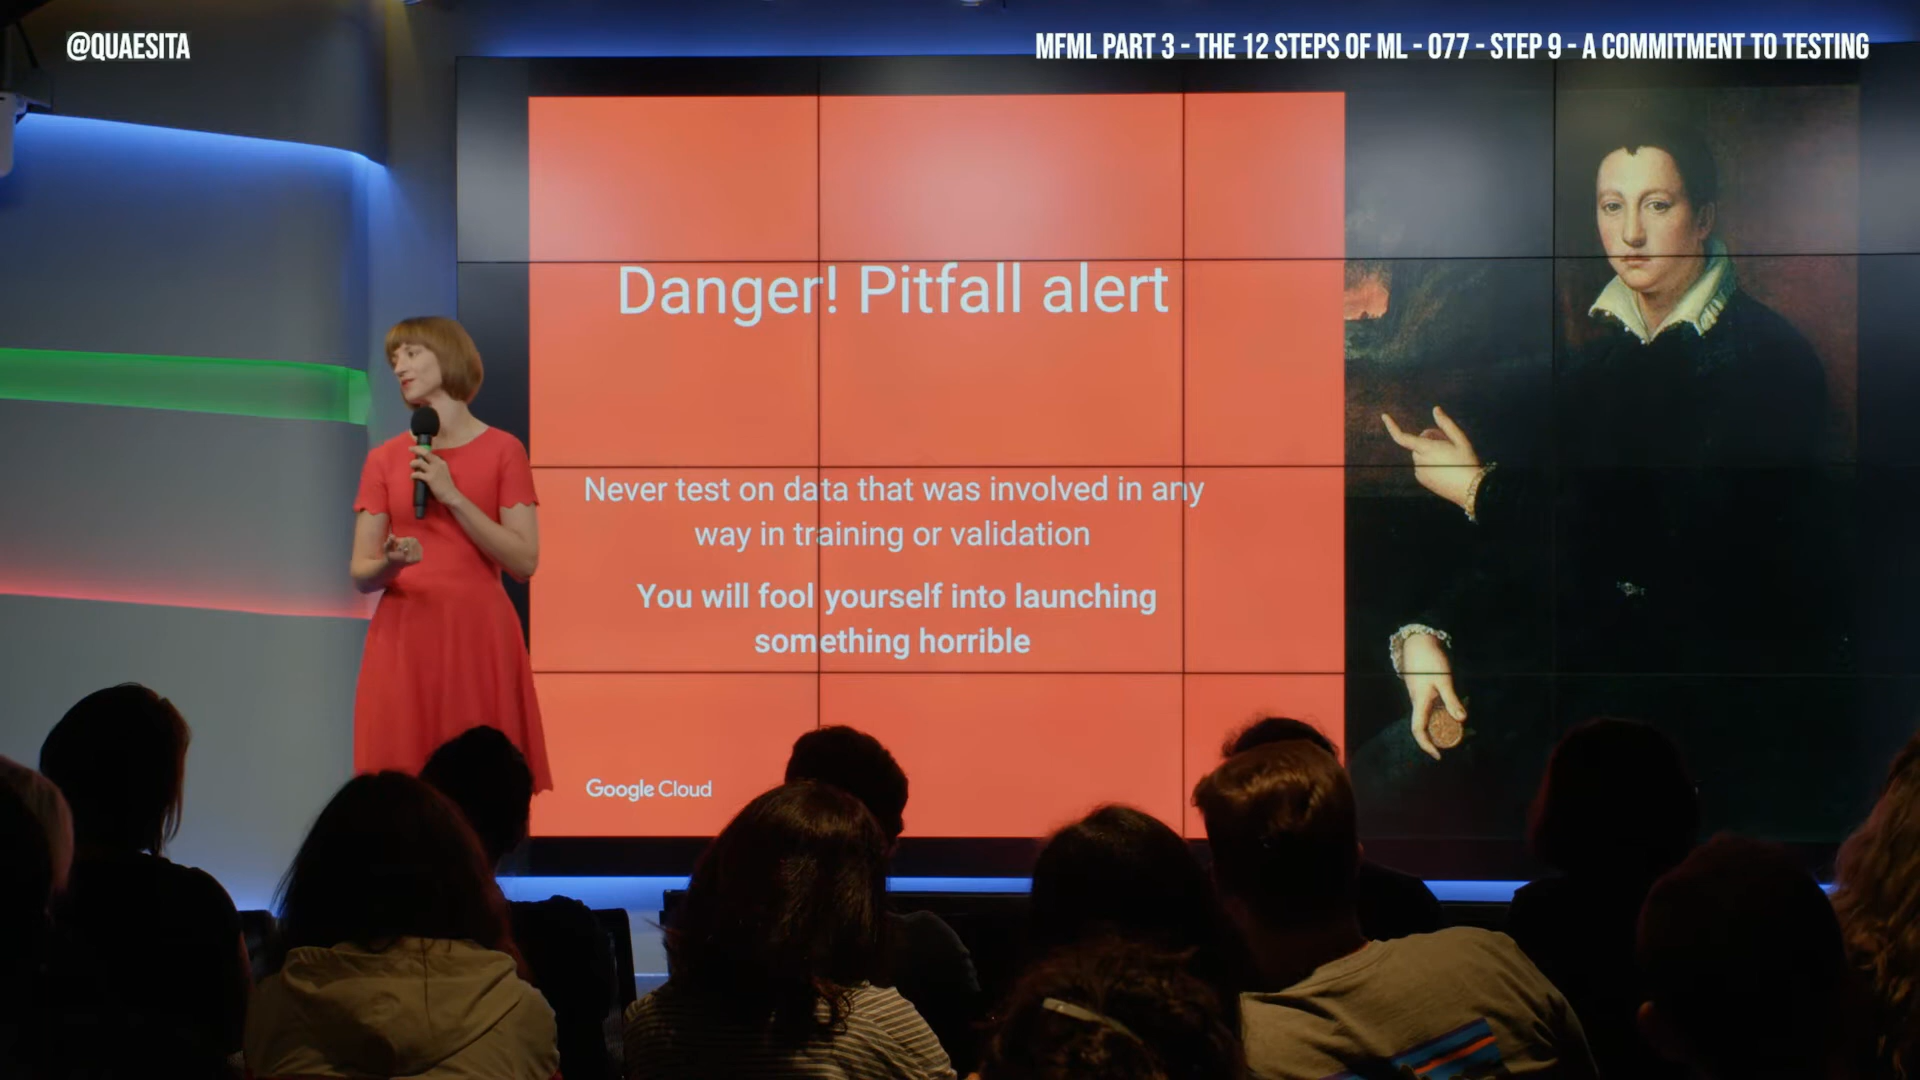 @QUAESITA
MFML PART 3 - THE 12 STEPS OF ML - 077 - STEP 9 - A COMMITMENT TO TESTING
Danger! Pitfall alert
Never test on data that was involved in any
way in training or validation
You will fool yourself into launching
something horrible
Google Cloud